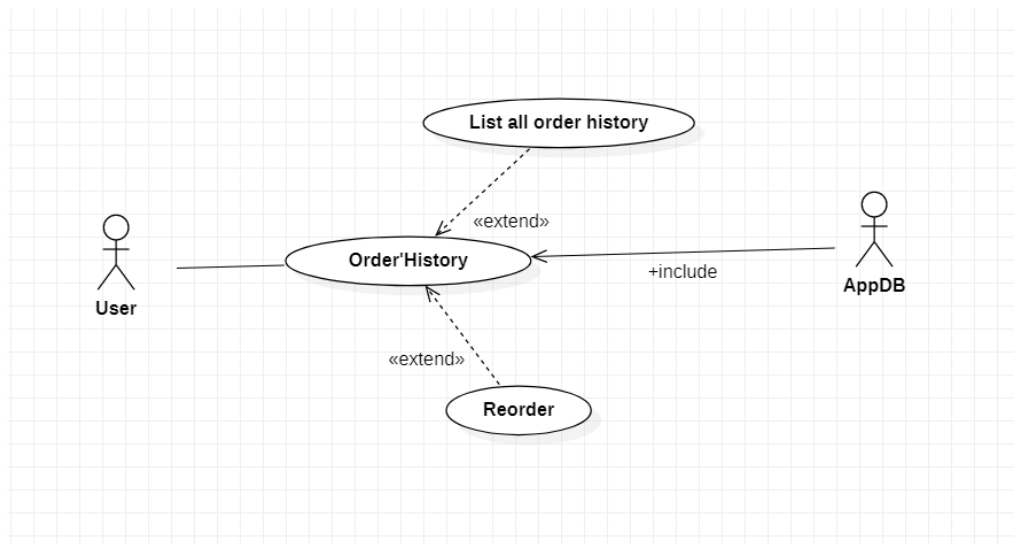 List all order history
«extend»
Order'History
+include
User
AppDB
«extend»
Reorder